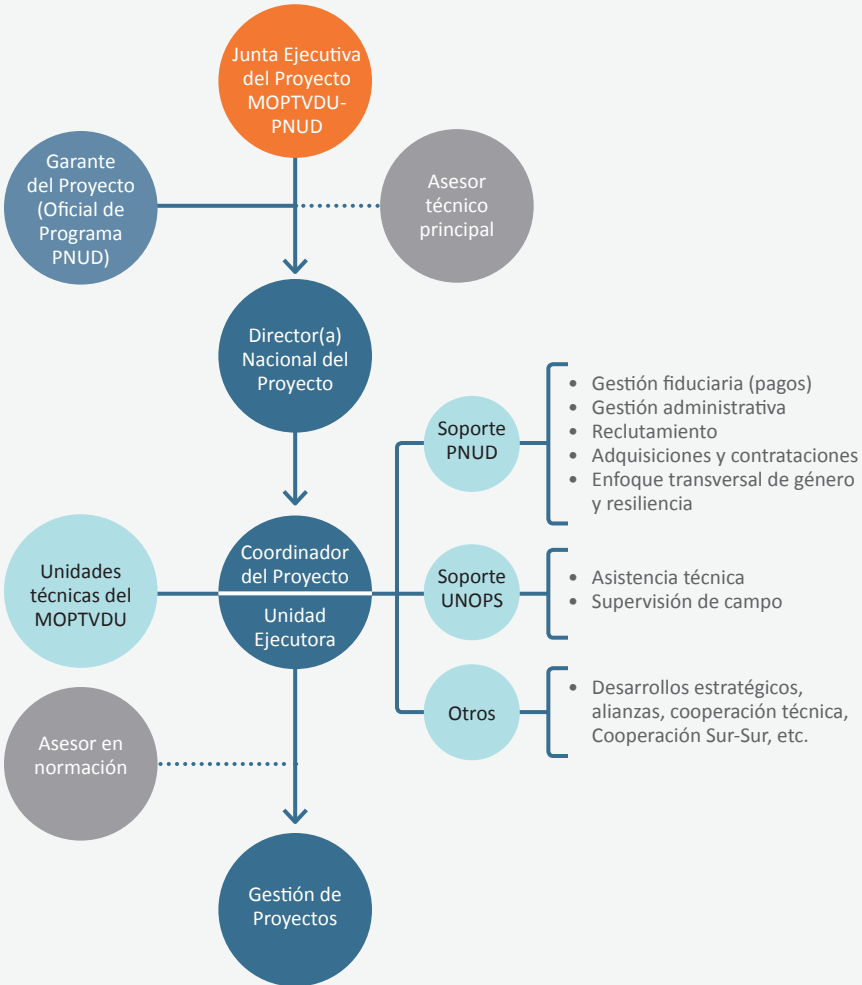 Junta Ejecutiva
del Proyecto
MOPTVDU-
PNUD
Garante
del Proyecto
(Oficial de
Programa
PNUD)
Asesor
técnico
principal
Director(a)
Nacional del
Proyecto
Soporte
PNUD
• Gestión fiduciaria (pagos)
• Gestión administrativa
• Reclutamiento
• Adquisiciones y contrataciones
• Enfoque transversal de género
y resiliencia
Unidades
técnicas del
MOPTVDU
Coordinador
del Proyecto
Unidad
Ejecutora
Soporte
UNOPS
• Asistencia técnica
• Supervisión de campo
Otros
• Desarrollos estratégicos,
alianzas, cooperación técnica,
Cooperación Sur-Sur, etc.
Asesor en
normación
Gestión de
Proyectos